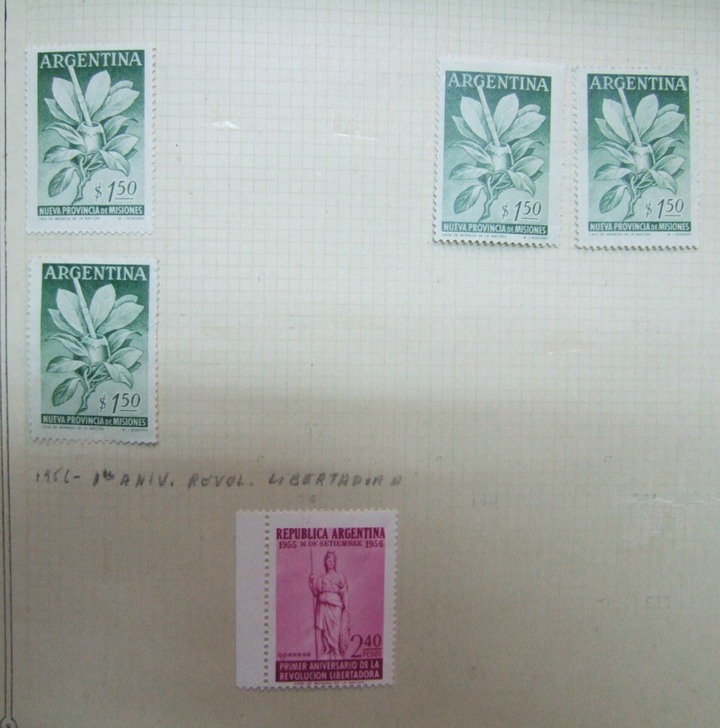 ARGENTINA
$ 1.50
NUEVA PROVINCIA DE MISIONES
ARGENTINA
$ 1.50
NUEVA PROVINCIA DE MISIONES
ARGENTINA
$ 1.50
NUEVA PROVINCIA DE MISIONES
ARGENTINA
$ 1.50
NUEVA PROVINCIA DE MISIONES
ANIV. REVOL. LIBERTADORA
REPUBLICA ARGENTINA
1955 16 DE SETIEMBRE 1956
CORREOS
2.40
PESOS
PRIMER ANIVERSARIO DE LA
REVOLUCION LIBERTADORA